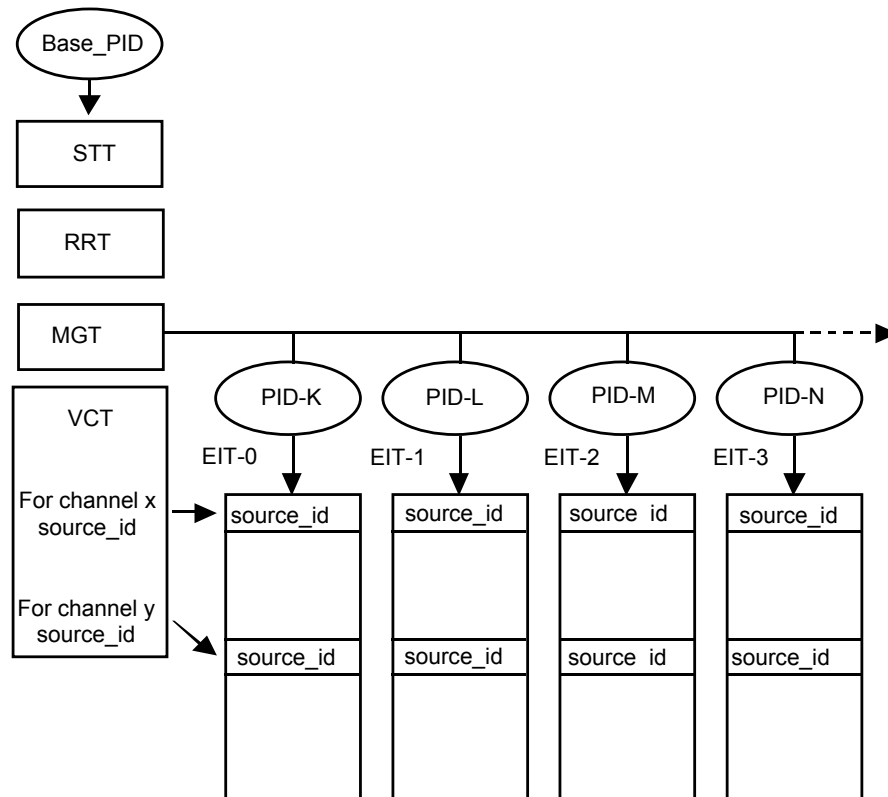 Base_PID
STT
RRT
MGT
PID-K
PID-L
PID-M
PID-N
VCT
EIT-0
EIT-1
EIT-2
EIT-3
For channel x
source_id
source_id
source_id
source id
source_id
For channel y
source_id
source_id
source_id
source id
source_id